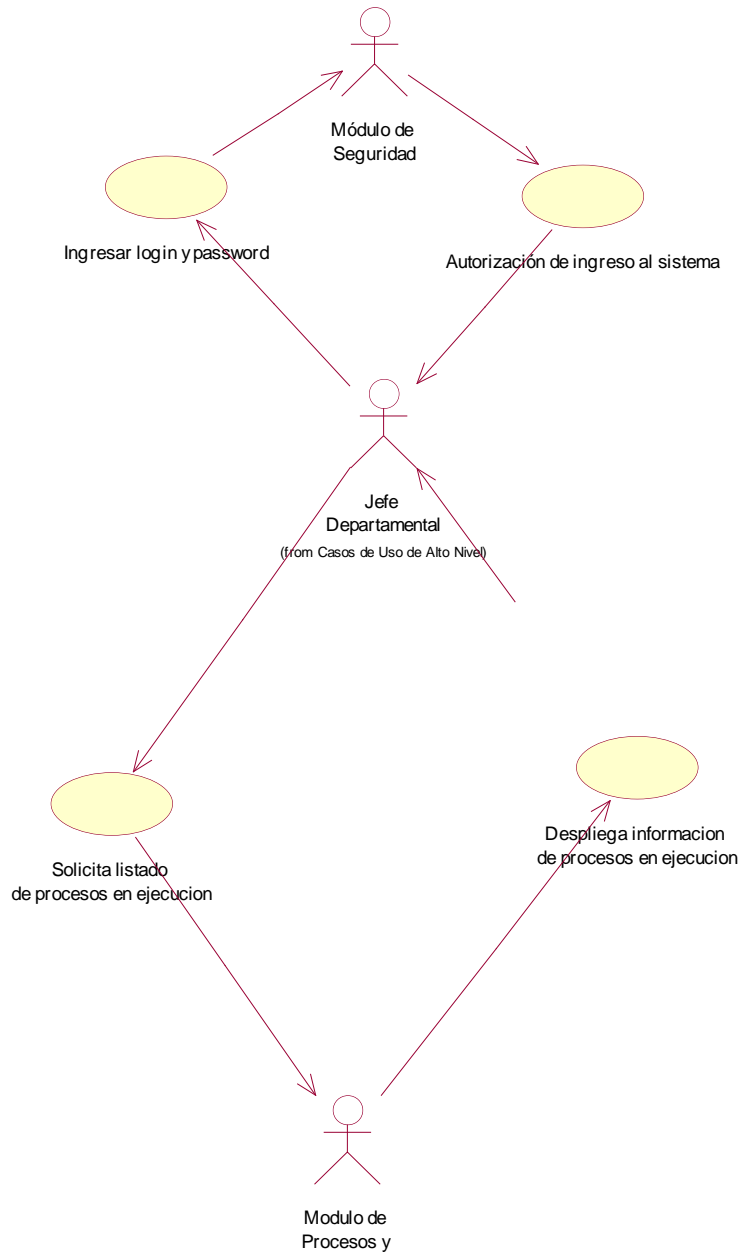 Módulo de
Seguridad
Ingresar login y password
Autorización de ingreso al sistema
Jefe
Departamental
(from Casos de Uso de Alto Nivel)
Despliega informacion
de procesos en ejecucion
Solicita listado
de procesos en ejecucion
Modulo de
Procesos y